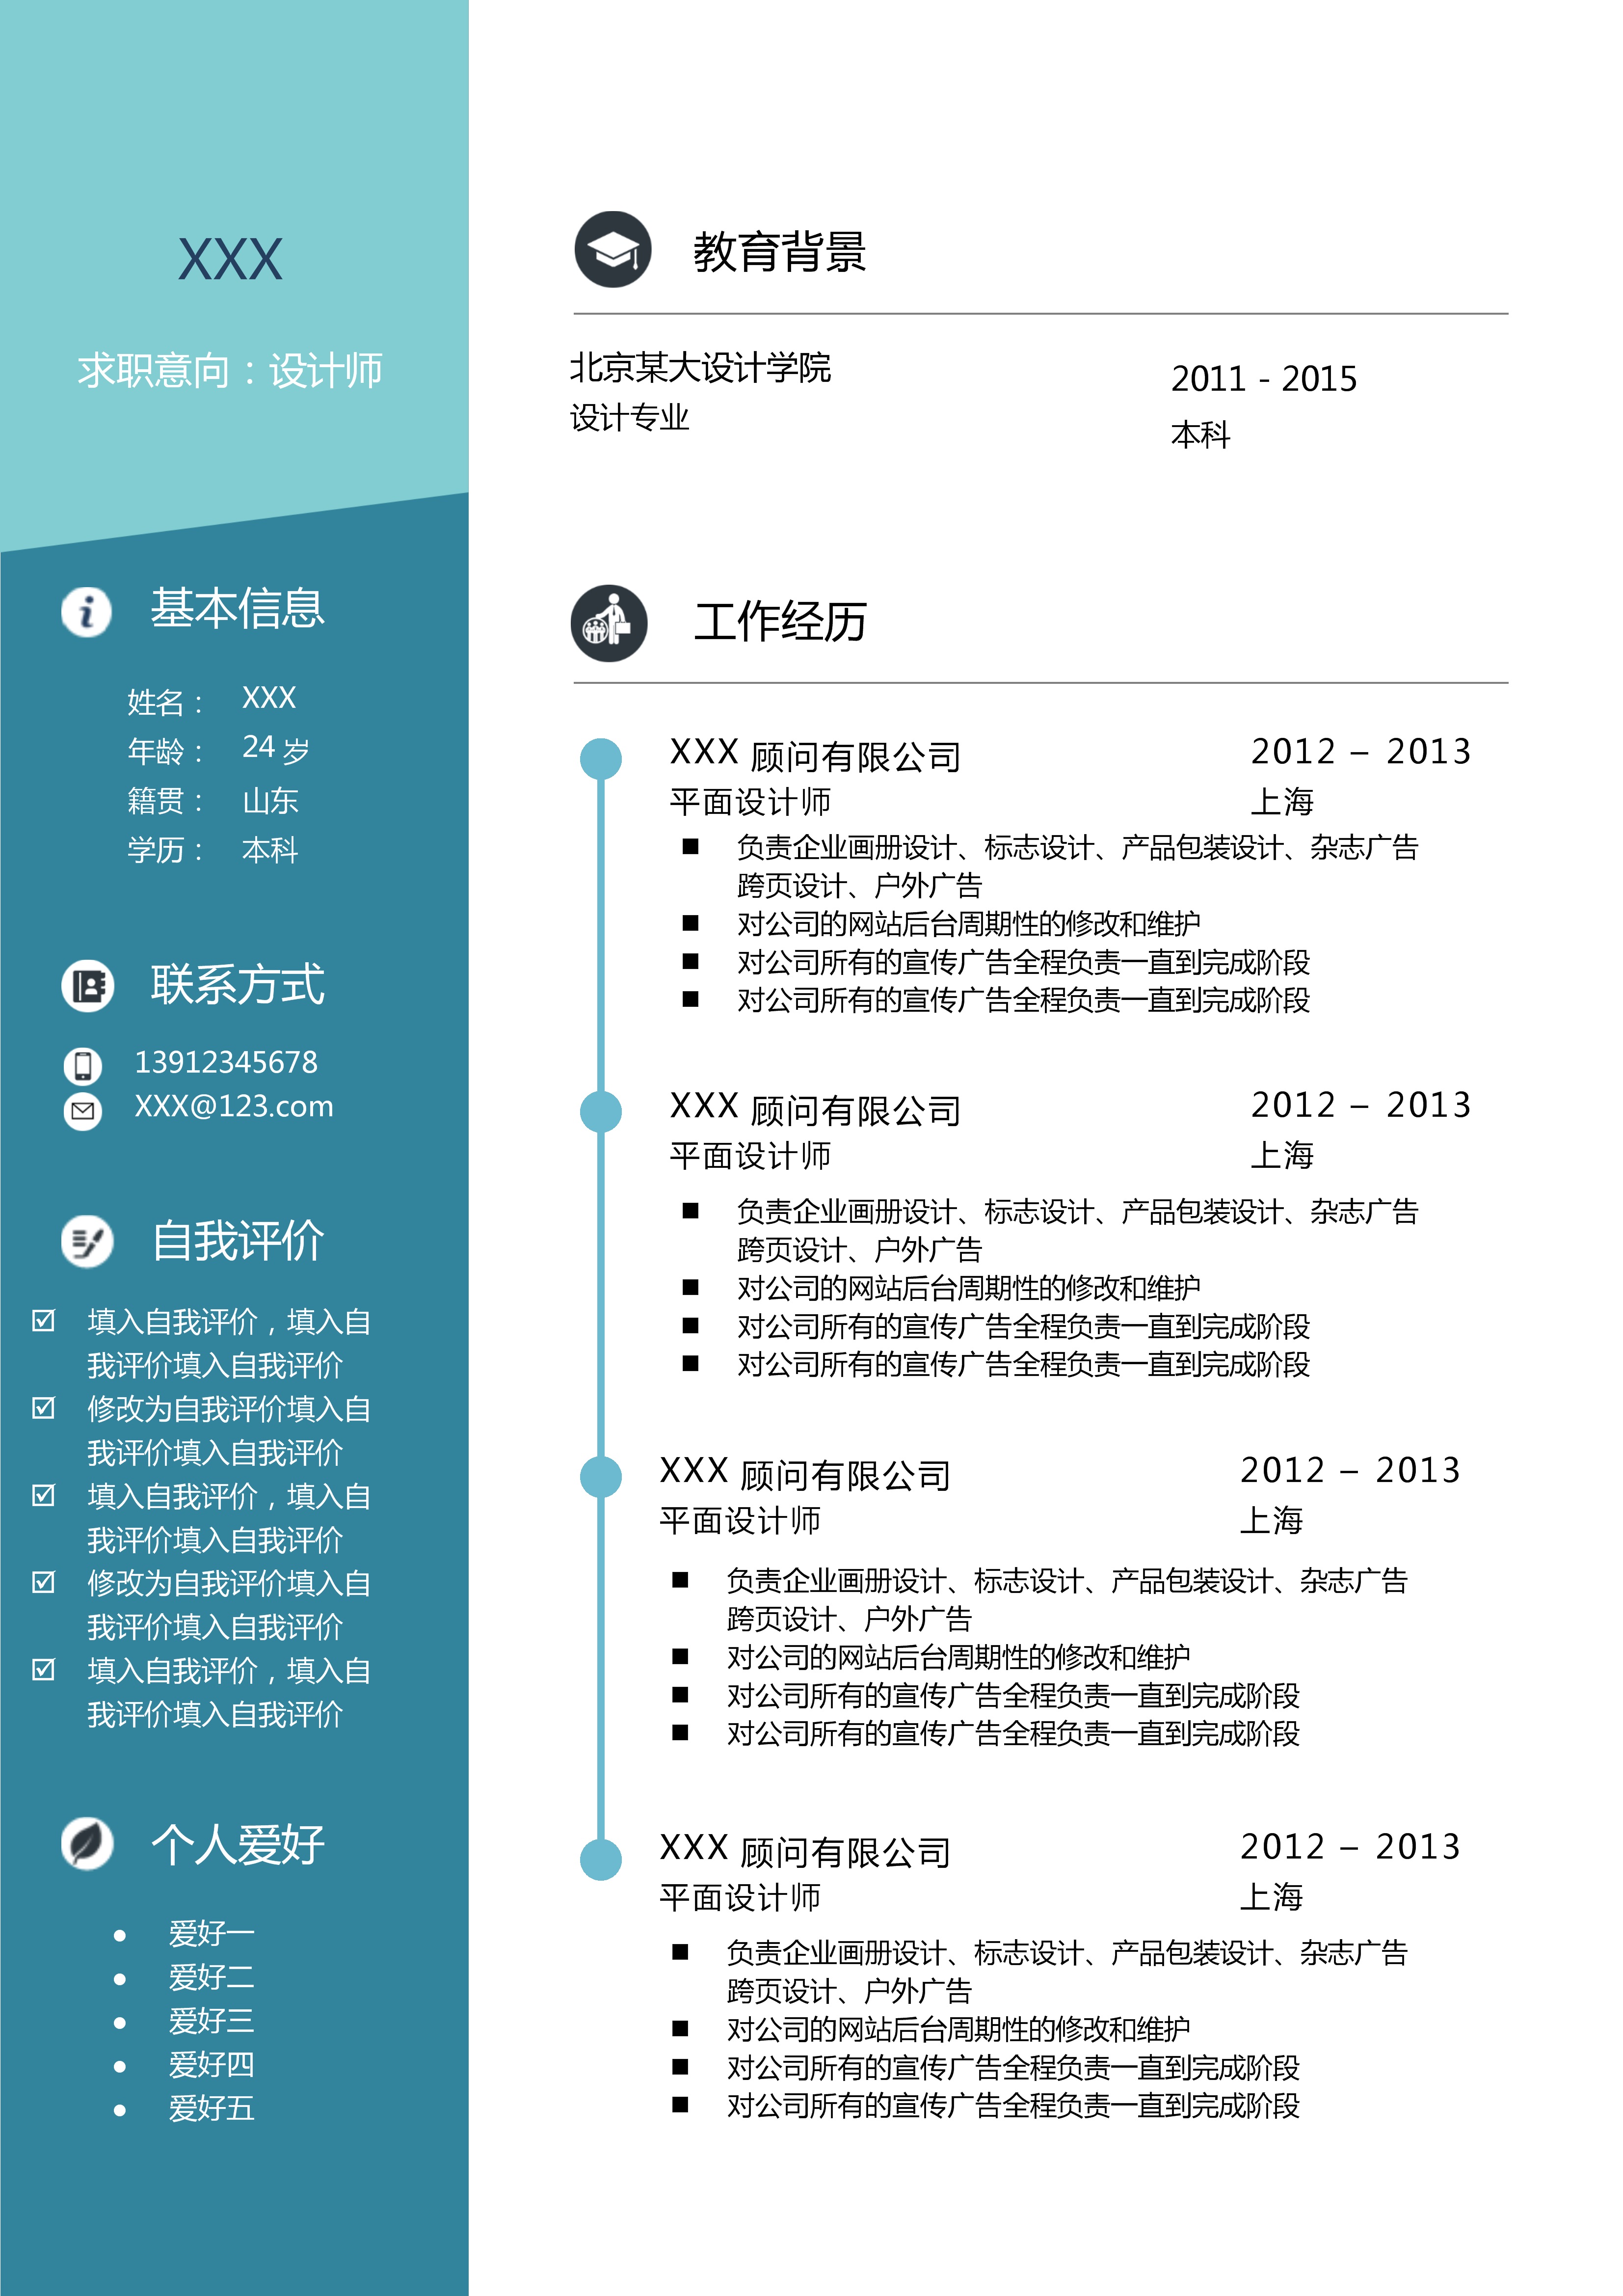 XXX
求职意向：设计师
基本信息
姓名： XXX
年龄： 24 岁
籍贯： 山东
学历： 本科
联系方式
13912345678
XXX@123.com
自我评价
填入自我评价，填入自
我评价填入自我评价
修改为自我评价填入自
我评价填入自我评价
填入自我评价，填入自
我评价填入自我评价
修改为自我评价填入自
我评价填入自我评价
填入自我评价，填入自
我评价填入自我评价
个人爱好
爱好一
爱好二
爱好三
爱好四
爱好五
教育背景
北京某大设计学院 2011 - 2015
设计专业 本科
工作经历
XXX 顾问有限公司 2012 – 2013
平面设计师 上海
负责企业画册设计、标志设计、产品包装设计、杂志广告
跨页设计、户外广告
对公司的网站后台周期性的修改和维护
对公司所有的宣传广告全程负责一直到完成阶段
对公司所有的宣传广告全程负责一直到完成阶段
XXX 顾问有限公司 2012 – 2013
平面设计师 上海
负责企业画册设计、标志设计、产品包装设计、杂志广告
跨页设计、户外广告
对公司的网站后台周期性的修改和维护
对公司所有的宣传广告全程负责一直到完成阶段
对公司所有的宣传广告全程负责一直到完成阶段
XXX 顾问有限公司 2012 – 2013
平面设计师 上海
负责企业画册设计、标志设计、产品包装设计、杂志广告
跨页设计、户外广告
对公司的网站后台周期性的修改和维护
对公司所有的宣传广告全程负责一直到完成阶段
对公司所有的宣传广告全程负责一直到完成阶段
XXX 顾问有限公司 2012 – 2013
平面设计师 上海
负责企业画册设计、标志设计、产品包装设计、杂志广告
跨页设计、户外广告
对公司的网站后台周期性的修改和维护
对公司所有的宣传广告全程负责一直到完成阶段
对公司所有的宣传广告全程负责一直到完成阶段